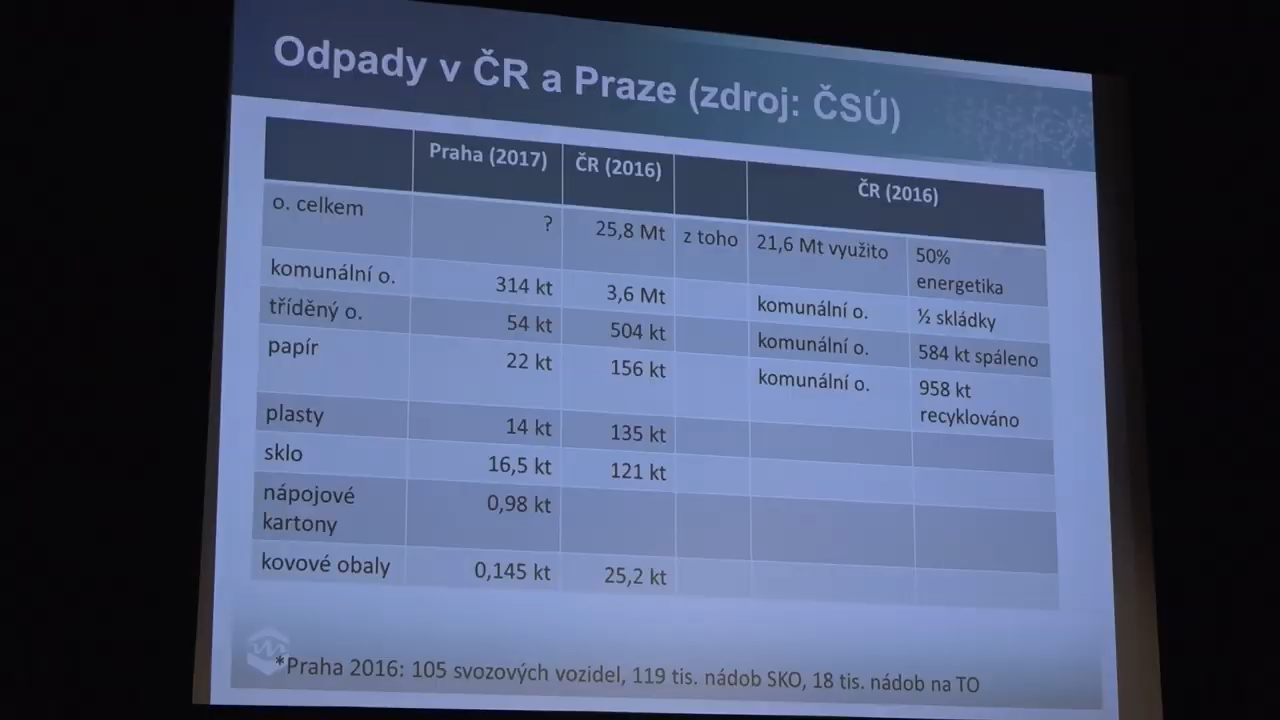 Odpady v ČR a Praze (zdroj: ČSÚ)
Praha (2017) ČR (2016) ČR (2016)
o. celkem ? 25,8 Mt z toho 21,6 Mt využito 50%
energetika
komunální o. 314 kt 3,6 Mt komunální o. ½ skládky
tříděný o. 54 kt 504 kt komunální o. 584 kt spáleno
papír 22 kt 156 kt komunální o. 958 kt
recyklováno
plasty 14 kt 135 kt
sklo 16,5 kt 121 kt
nápojové
kartony 0,98 kt
kovové obaly 0,145 kt 25,2 kt
*Praha 2016: 105 svozových vozidel, 119 tis. nádob SKO, 18 tis. nádob na TO